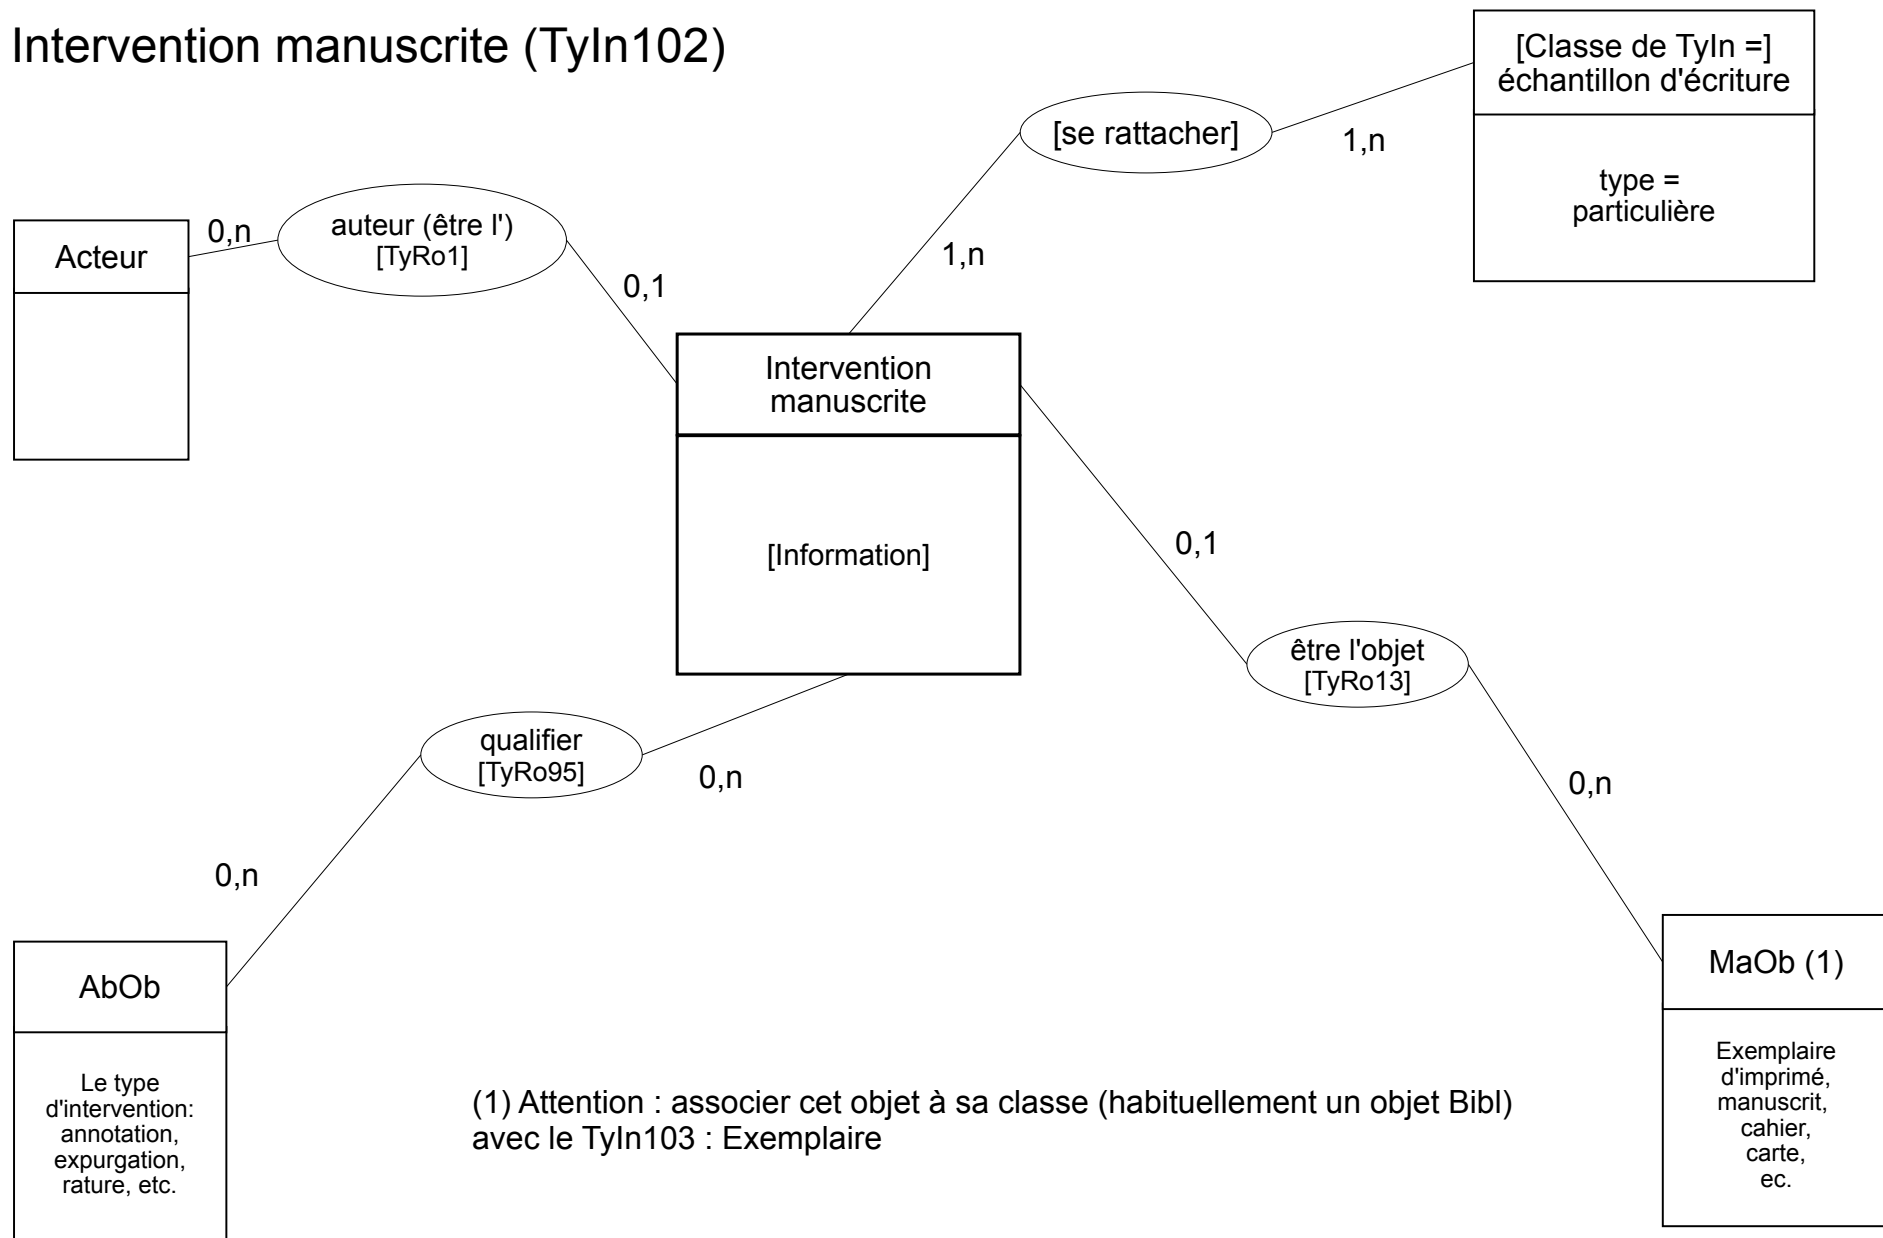 Intervention manuscrite (TyIn102)
[Classe de TyIn =]
échantillon d'écriture
type =
particulière
[se rattacher]
1,n
1,n
Acteur
0,n
auteur (être l')
[TyRo1]
0,1
Intervention
manuscrite
[Information]
0,1
être l'objet
[TyRo13]
0,n
qualifier
[TyRo95]
0,n
0,n
AbOb
Le type
d'intervention:
annotation,
expurgation,
rature, etc.
MaOb (1)
Exemplaire
d'imprimé,
manuscrit,
cahier,
carte,
ec.
(1) Attention : associer cet objet à sa classe (habituellement un objet Bibl)
avec le TyIn103 : Exemplaire